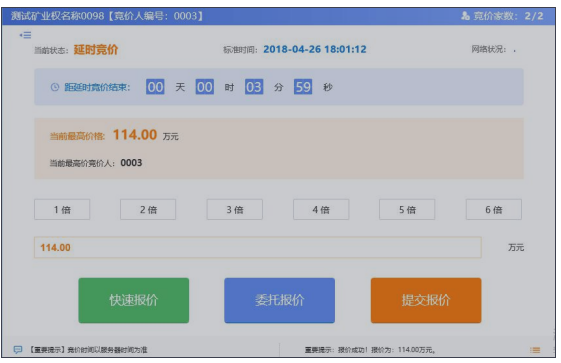 测试矿业权名称0098【竞价人编号：0003】 竞价家数：2/2
当前状态：延时竞价 标准时间：2018-04-26 18:01:12 网络状况：.
距延时竞价结束： 00 天 00 时 03 分 59 秒
当前最高价格: 114.00 万元
当前最高价竞价人：0003
1 倍 2 倍 3 倍 4 倍 5 倍 6 倍
114.00 万元
快速报价 委托报价 提交报价
【重要提示】竞价时间以服务器时间为准 重要提示：报价成功！报价为：114.00万元。